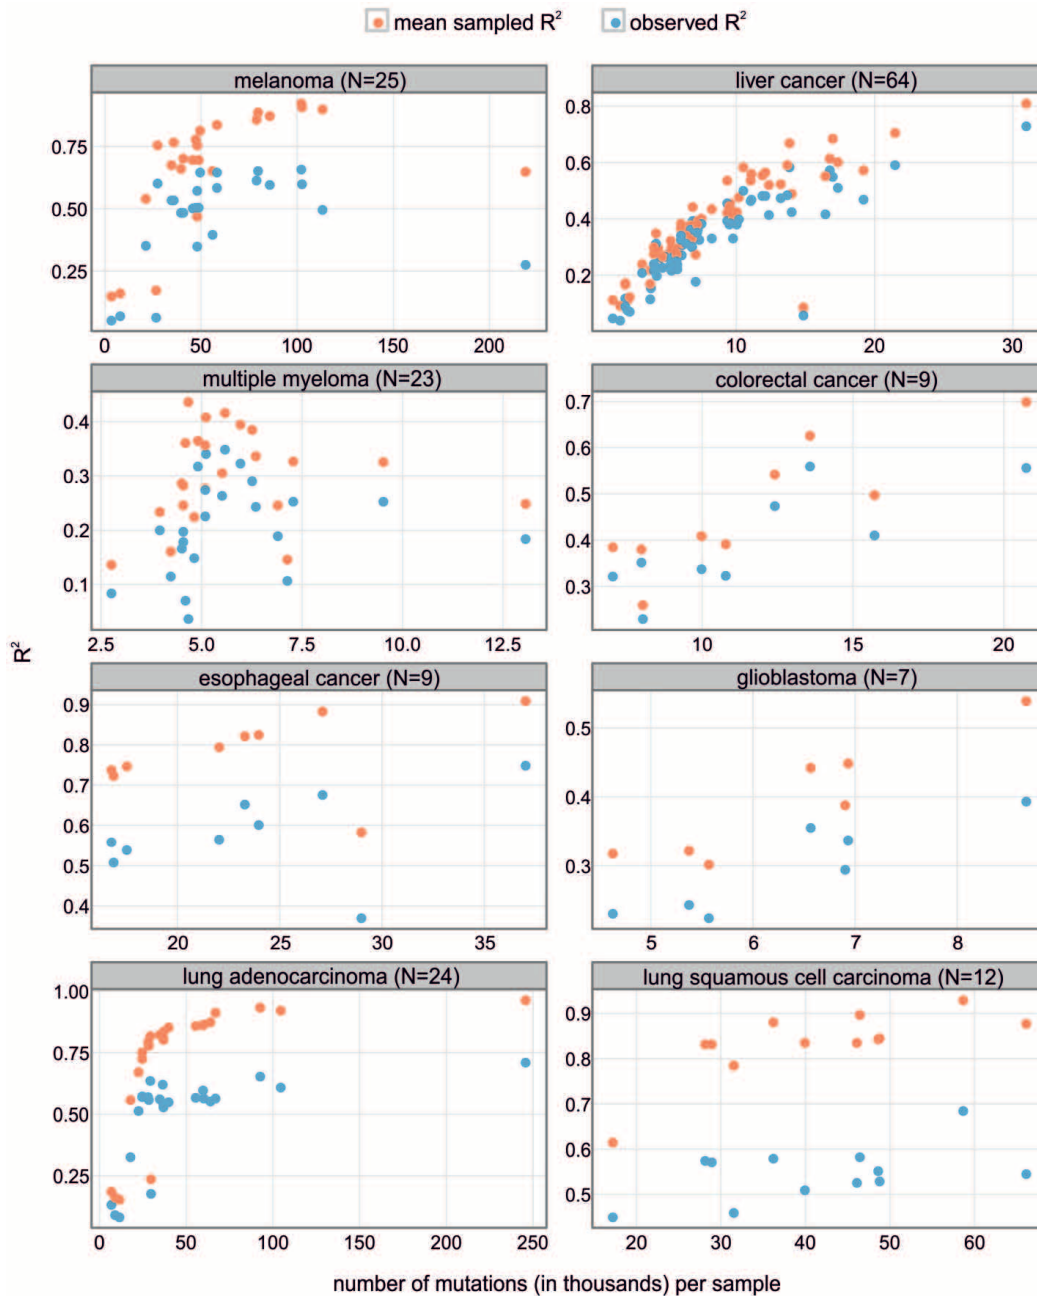 mean sampled R² observed R²
melanoma (N=25) liver cancer (N=64)
0.75
0.50
0.25
0 50 100 150 200
0.8
0.6
0.4
0.2
10 20 30
multiple myeloma (N=23) colorectal cancer (N=9)
0.4
0.3
0.2
0.1
2.5 5.0 7.5 10.0 12.5
0.7
0.6
0.5
0.4
0.3
10 15 20
R²
esophageal cancer (N=9) glioblastoma (N=7)
0.9
0.8
0.7
0.6
0.5
0.4
20 25 30 35
0.5
0.4
0.3
5 6 7 8
lung adenocarcinoma (N=24) lung squamous cell carcinoma (N=12)
1.00
0.75
0.50
0.25
0 50 100 150 200 250
0.9
0.8
0.7
0.6
0.5
20 30 40 50 60
number of mutations (in thousands) per sample